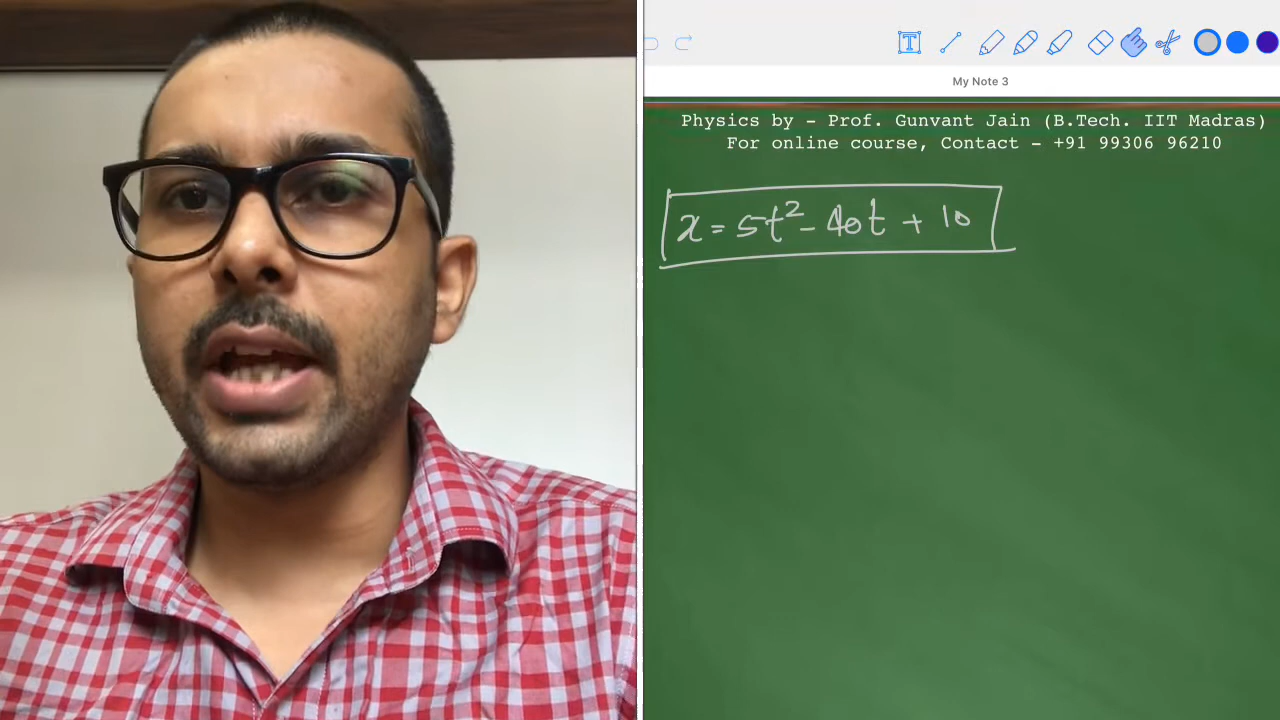 My Note 3
Physics by - Prof. Gunvant Jain (B.Tech. IIT Madras)
For online course, Contact - +91 99306 96210
x = 5t² - 40t + 10